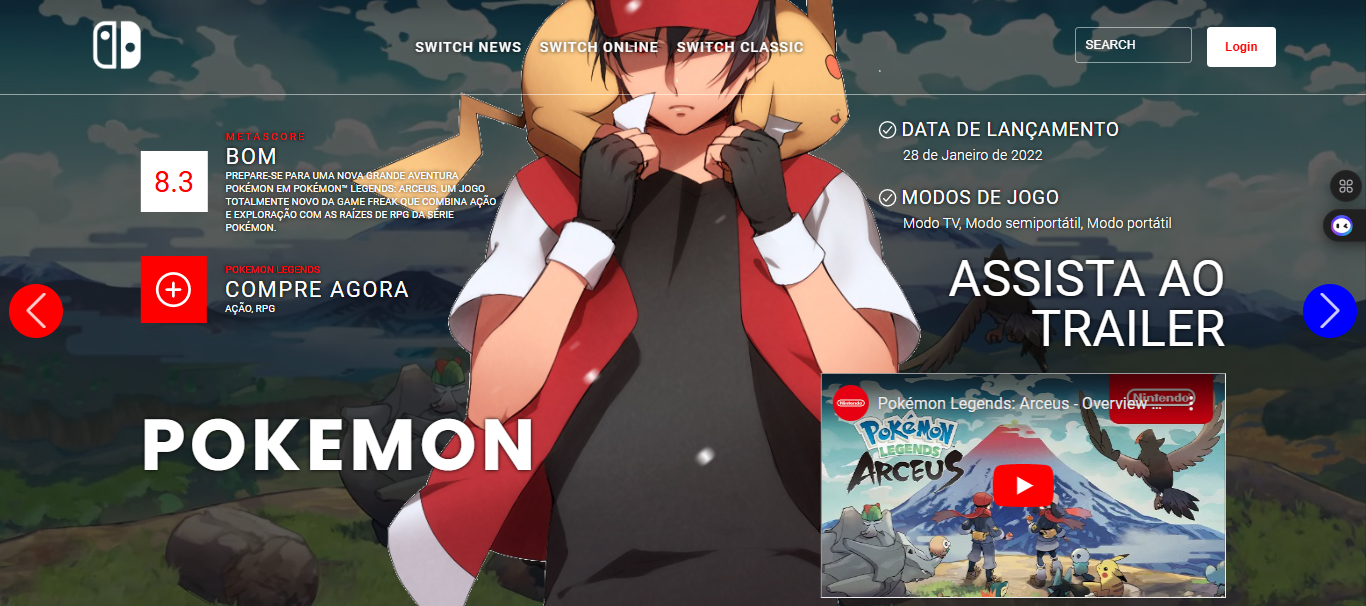 SWITCH NEWS SWITCH ONLINE SWITCH CLASSIC
SEARCH
Login
METASCORE
8.3
BOM
PREPARE-SE PARA UMA NOVA GRANDE AVENTURA
POKÉMON EM POKÉMON™ LEGENDS: ARCEUS, UM JOGO
TOTALMENTE NOVO DA GAME FREAK QUE COMBINA AÇÃO
E EXPLORAÇÃO COM AS RAÍZES DE RPG DA SÉRIE
POKÉMON.
POKEMON LEGENDS
COMPRE AGORA
AÇÃO, RPG
POKEMON
DATA DE LANÇAMENTO
28 de Janeiro de 2022
MODOS DE JOGO
Modo TV, Modo semiportátil, Modo portátil
ASSISTA AO
TRAILER
Nintendo
Pokémon Legends: Arceus - Overview ...
Nintendo
POKÉMON
LEGENDS
ARCEUS